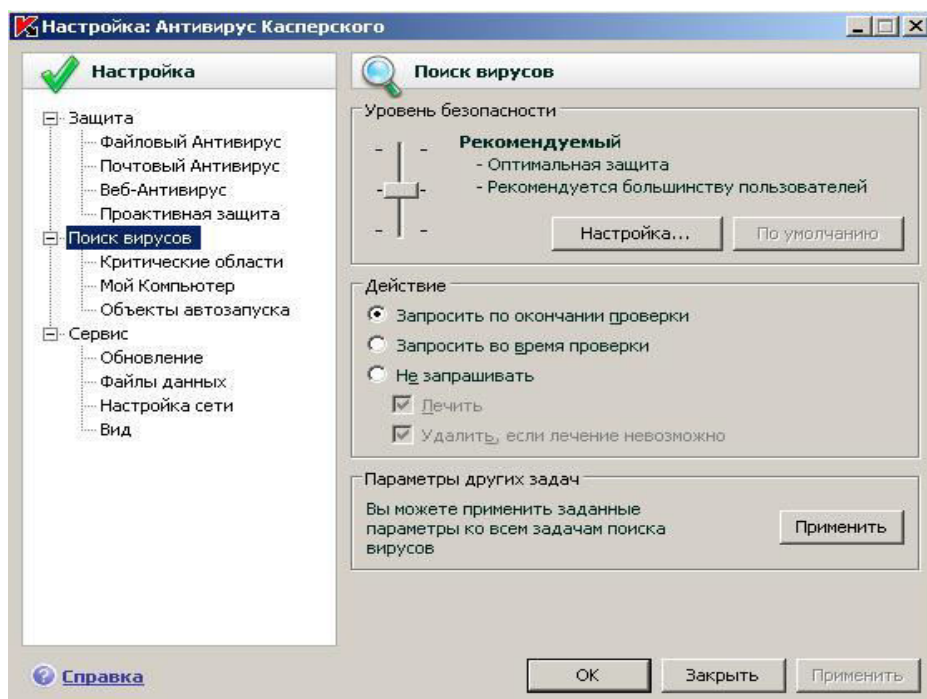 Настройка: Антивирус Касперского
Настройка
Защита
Файловый Антивирус
Почтовый Антивирус
Веб-Антивирус
Проактивная защита
Поиск вирусов
Критические области
Мой Компьютер
Объекты автозапуска
Сервис
Обновление
Файлы данных
Настройка сети
Вид
Справка
Поиск вирусов
Уровень безопасности
Рекомендуемый
- Оптимальная защита
- Рекомендуется большинству пользователей
Настройка... По умолчанию
Действие
Запросить по окончании проверки
Запросить во время проверки
Не запрашивать
Лечить
Удалить, если лечение невозможно
Параметры других задач
Вы можете применить заданные
параметры ко всем задачам поиска
вирусов
Применить
ОК Закрыть Применить